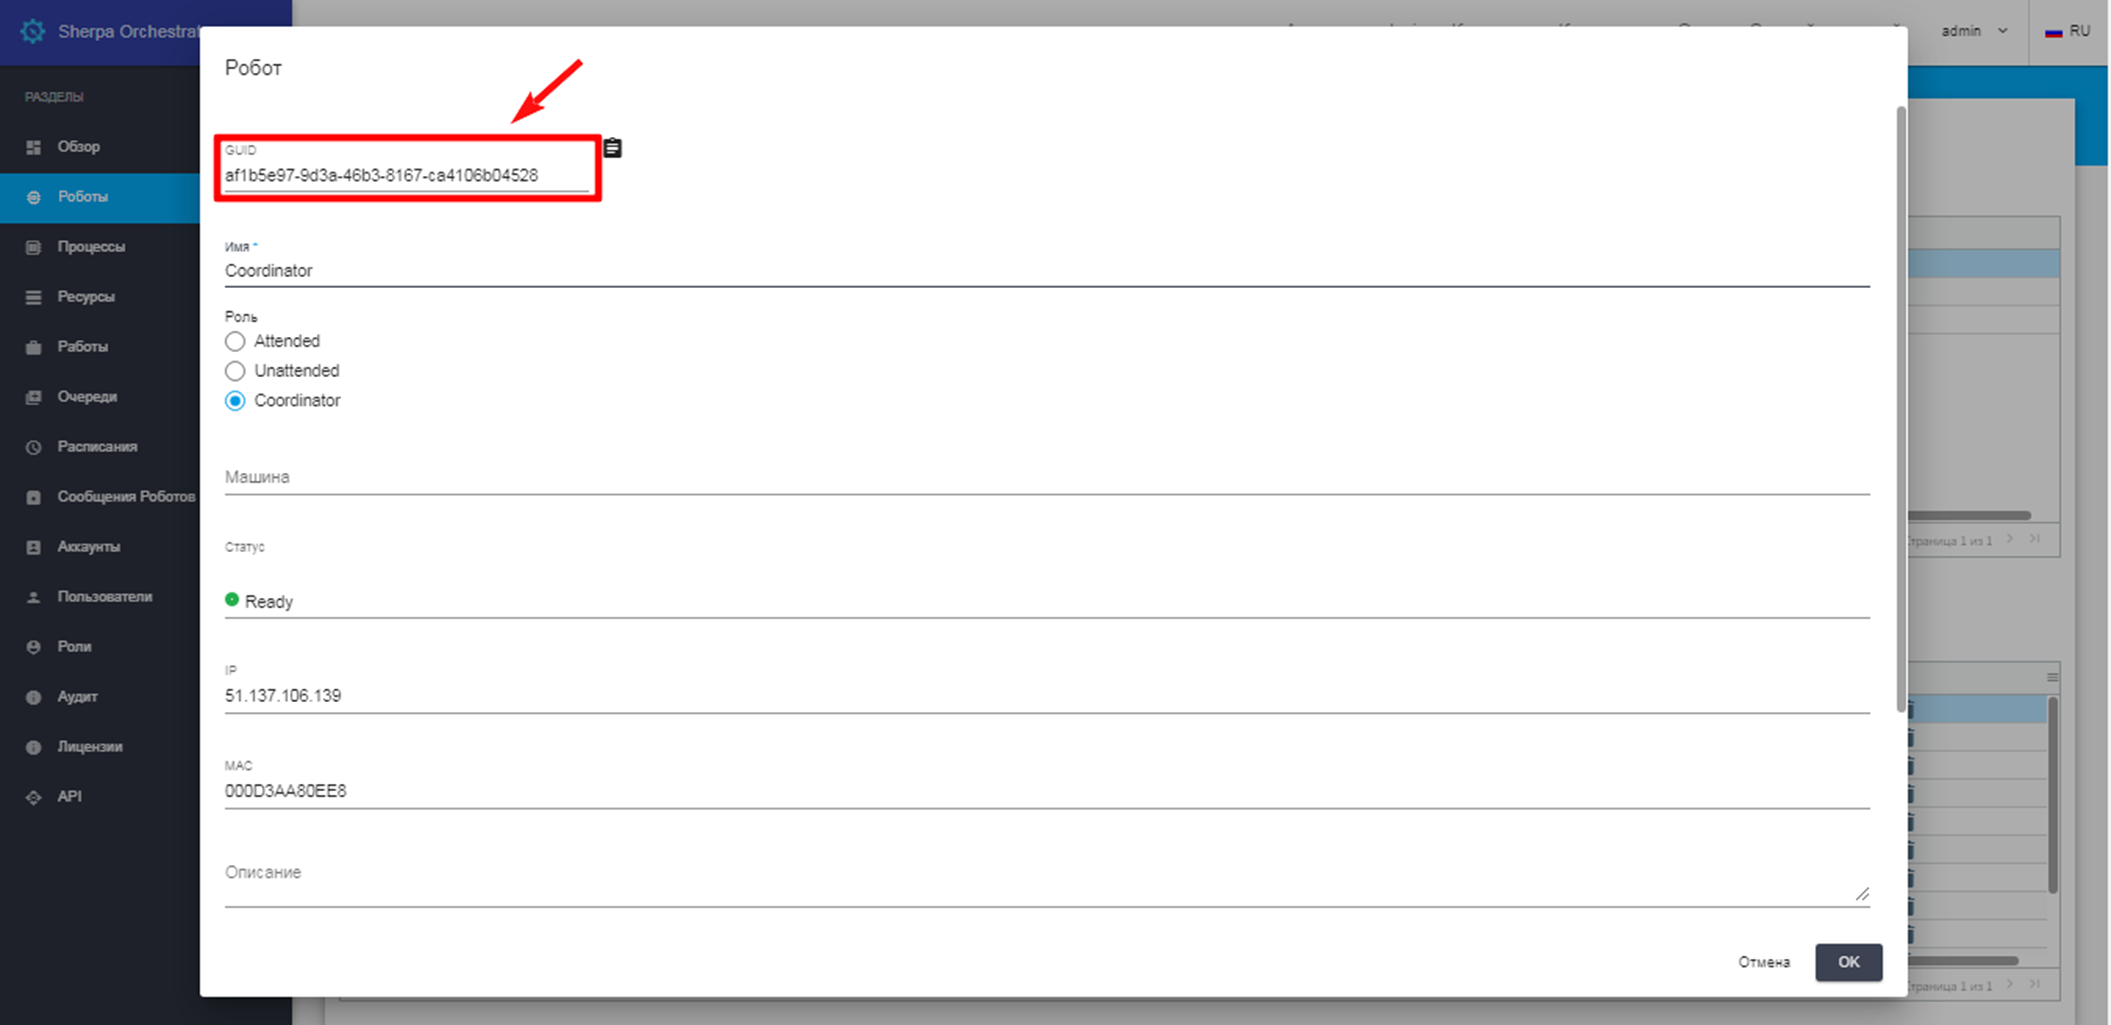 Sherpa Orchestrat
admin
RU
РАЗДЕЛЫ
Обзор
Роботы
Процессы
Ресурсы
Работы
Очереди
Расписания
Сообщения Роботов
Аккаунты
Пользователи
Роли
Аудит
Лицензии
API
Робот
GUID
af1b5e97-9d3a-46b3-8167-ca4106b04528
Имя *
Coordinator
Роль
Attended
Unattended
Coordinator
Машина
Статус
Ready
IP
51.137.106.139
MAC
000D3AA80EE8
Описание
Отмена
OK
Страница 1 из 1
Страница 1 из 1